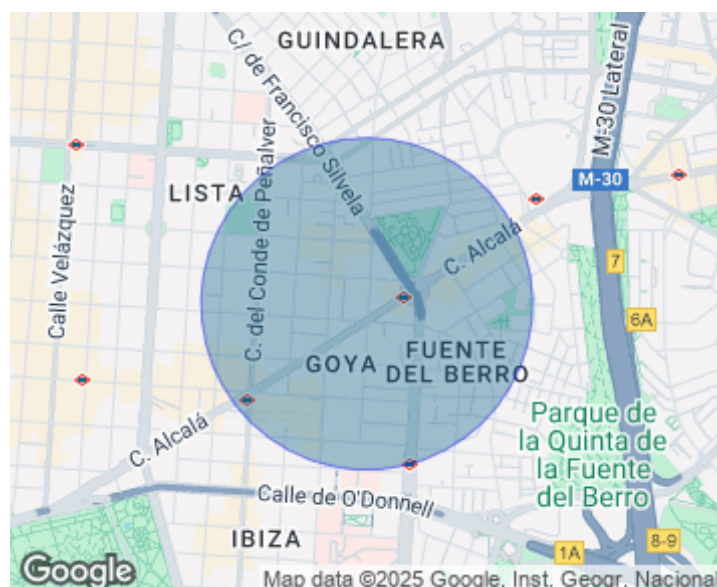 GUINDALERA
C/ de Francisco Silvela
M-30 Lateral
M-30
LISTA
C. del Conde de Peñalver
Calle Velázquez
C. Alcalá
7
6A
GOYA
FUENTE
DEL BERRO
C. Alcalá
Parque de
la Quinta de
la Fuente
del Berro
Calle de O'Donnell
IBIZA
1A
8-9
Google
Map data ©2025 Google, Inst. Geogr. Nacional